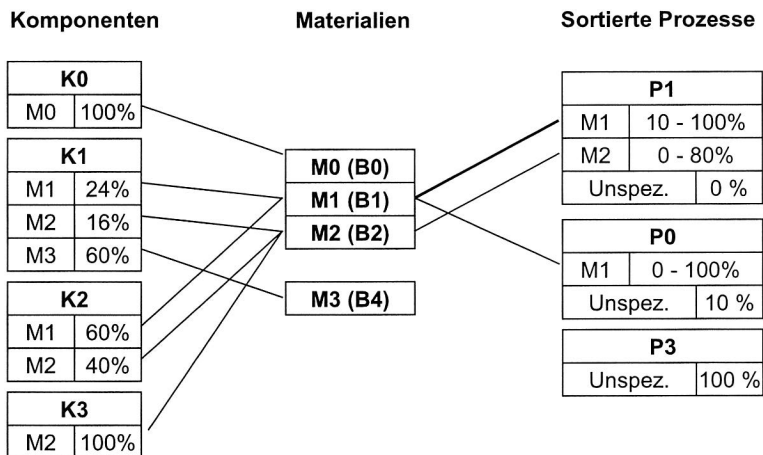 Komponenten
Materialien
Sortierte Prozesse
K0
M0 100%
K1
M1 24%
M2 16%
M3 60%
K2
M1 60%
M2 40%
K3
M2 100%
M0 (B0)
M1 (B1)
M2 (B2)
M3 (B4)
P1
M1 10 - 100%
M2 0 - 80%
Unspez. 0 %
P0
M1 0 - 100%
Unspez. 10 %
P3
Unspez. 100 %